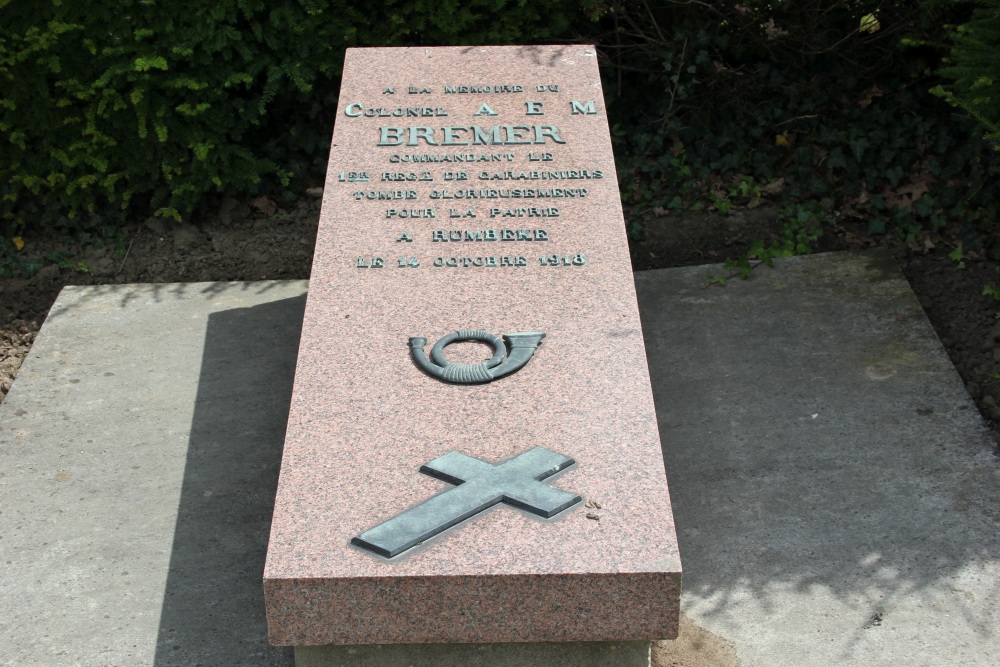 A LA MEMOIRE DU
COLONEL A E M
BREMER
COMMANDANT LE
1ER REGT DE CARABINIERS
TOMBE GLORIEUSEMENT
POUR LA PATRIE
A RUMBEKE
LE 14 OCTOBRE 1918